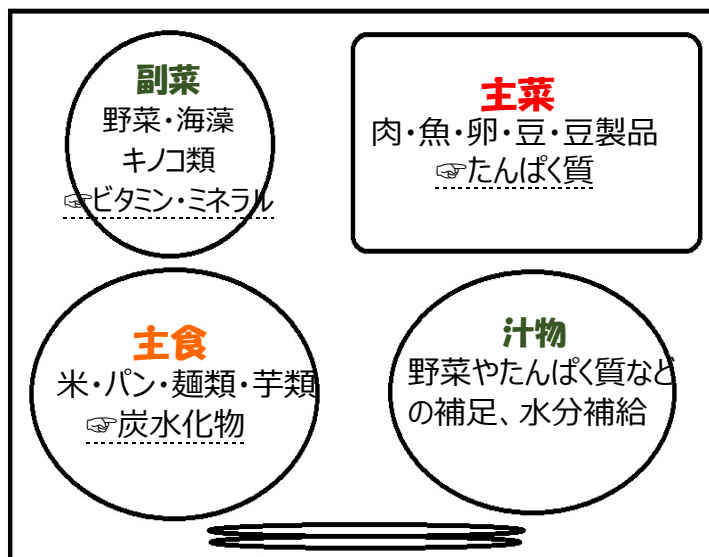 副菜
野菜・海藻
キノコ類
☞ビタミン・ミネラル
主菜
肉・魚・卵・豆・豆製品
☞たんぱく質
主食
米・パン・麺類・芋類
☞炭水化物
汁物
野菜やたんぱく質など
の補足、水分補給